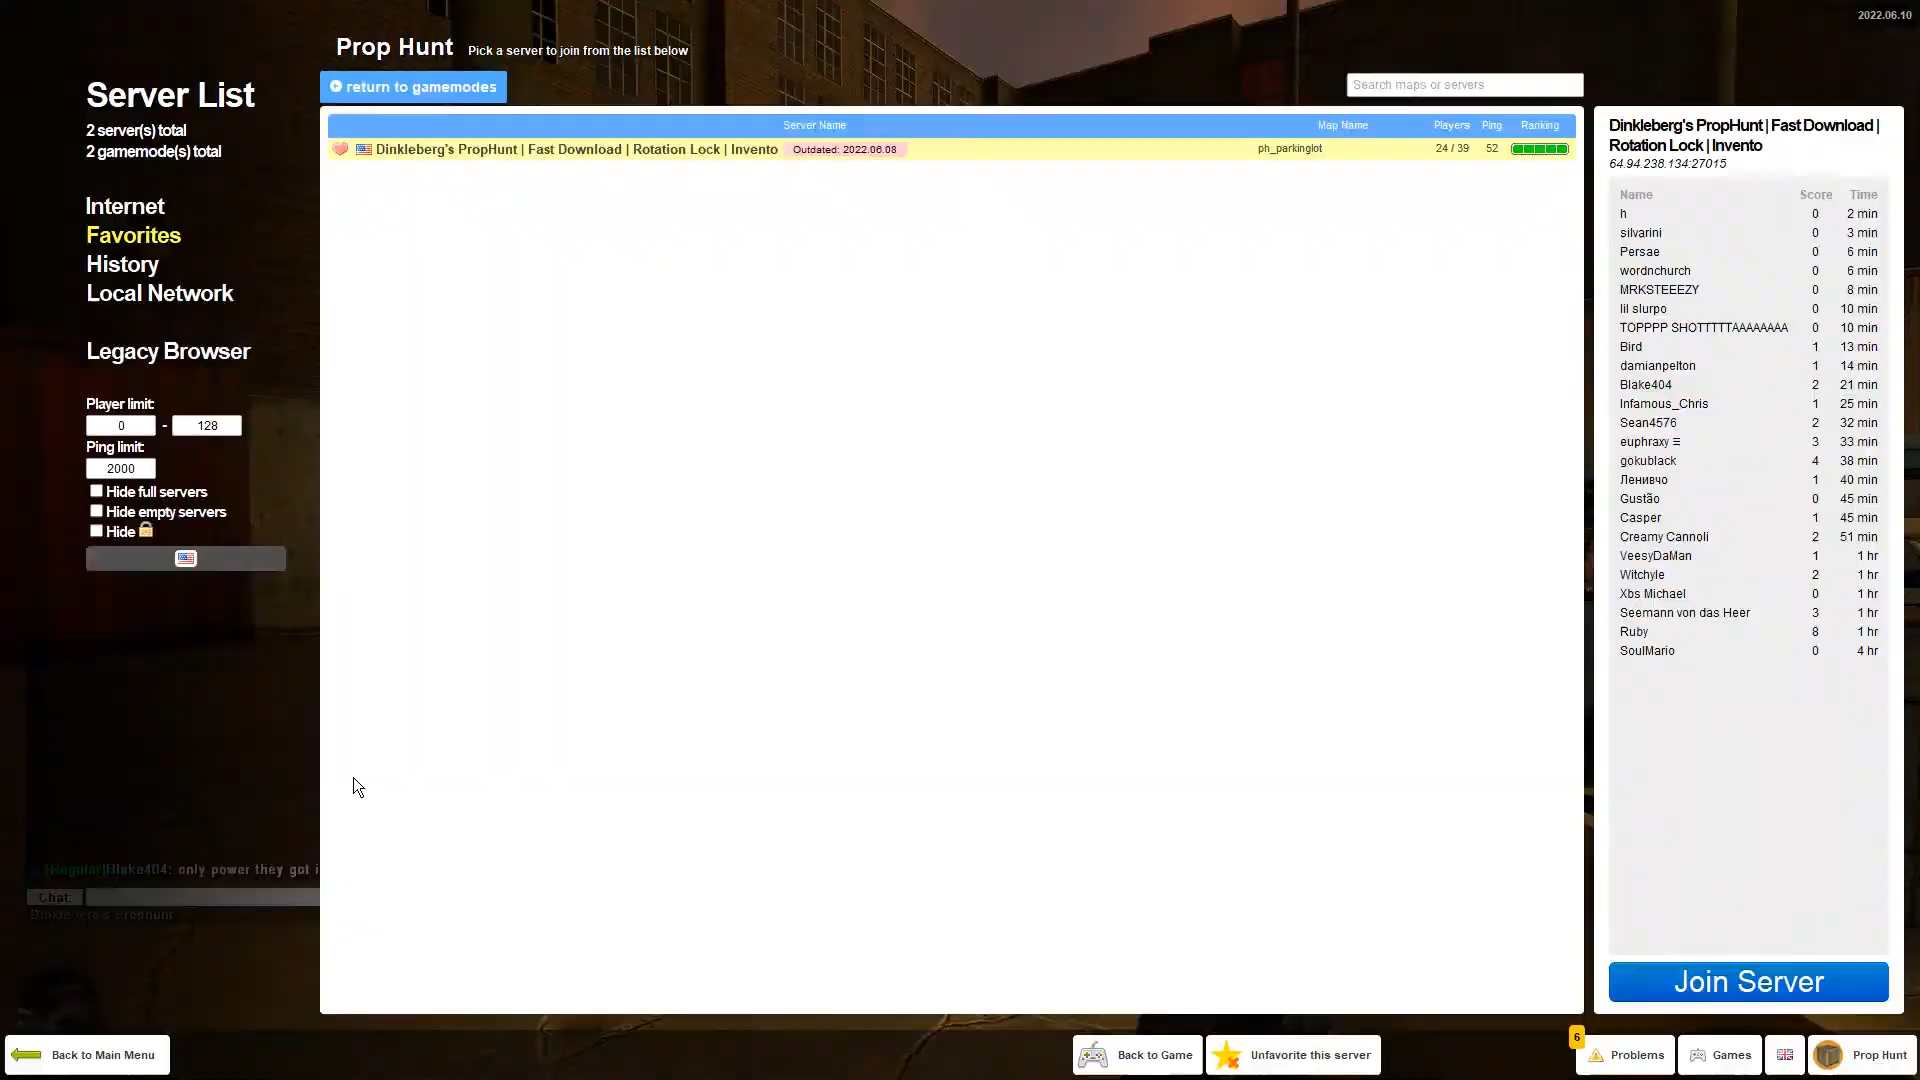 2022.06.10
Prop Hunt Pick a server to join from the list below
Server List
2 server(s) total
2 gamemode(s) total
return to gamemodes
Search maps or servers
Internet
Favorites
History
Local Network
Legacy Browser
Player limit:
0 - 128
Ping limit:
2000
Hide full servers
Hide empty servers
Hide
Server Name Map Name Players Ping Ranking
Dinkleberg's PropHunt | Fast Download | Rotation Lock | Invento Outdated: 2022.06.08 ph_parkinglot 24 / 39 52
Dinkleberg's PropHunt | Fast Download |
Rotation Lock | Invento
64.94.238.134:27015
Name Score Time
h 0 2 min
silvarini 0 3 min
Persae 0 6 min
wordnchurch 0 6 min
MRKSTEEEZY 0 8 min
lil slurpo 0 10 min
TOPPPP SHOTTTTTAAAAAAAA 0 10 min
Bird 1 13 min
damianpelton 1 14 min
Blake404 2 21 min
Infamous_Chris 1 25 min
Sean4576 2 32 min
euphraxy Ξ 3 33 min
gokublack 4 38 min
Ленивчо 1 40 min
Gustão 0 45 min
Casper 1 45 min
Creamy Cannoli 2 51 min
VeesyDaMan 1 1 hr
Witchyle 2 1 hr
Xbs Michael 0 1 hr
Seemann von das Heer 3 1 hr
Ruby 8 1 hr
SoulMario 0 4 hr
Join Server
[Regular]Blake404: only power they got i
Chat:
Dinkleberg's Prophunt
Back to Main Menu
Back to Game
Unfavorite this server
6
Problems
Games
Prop Hunt